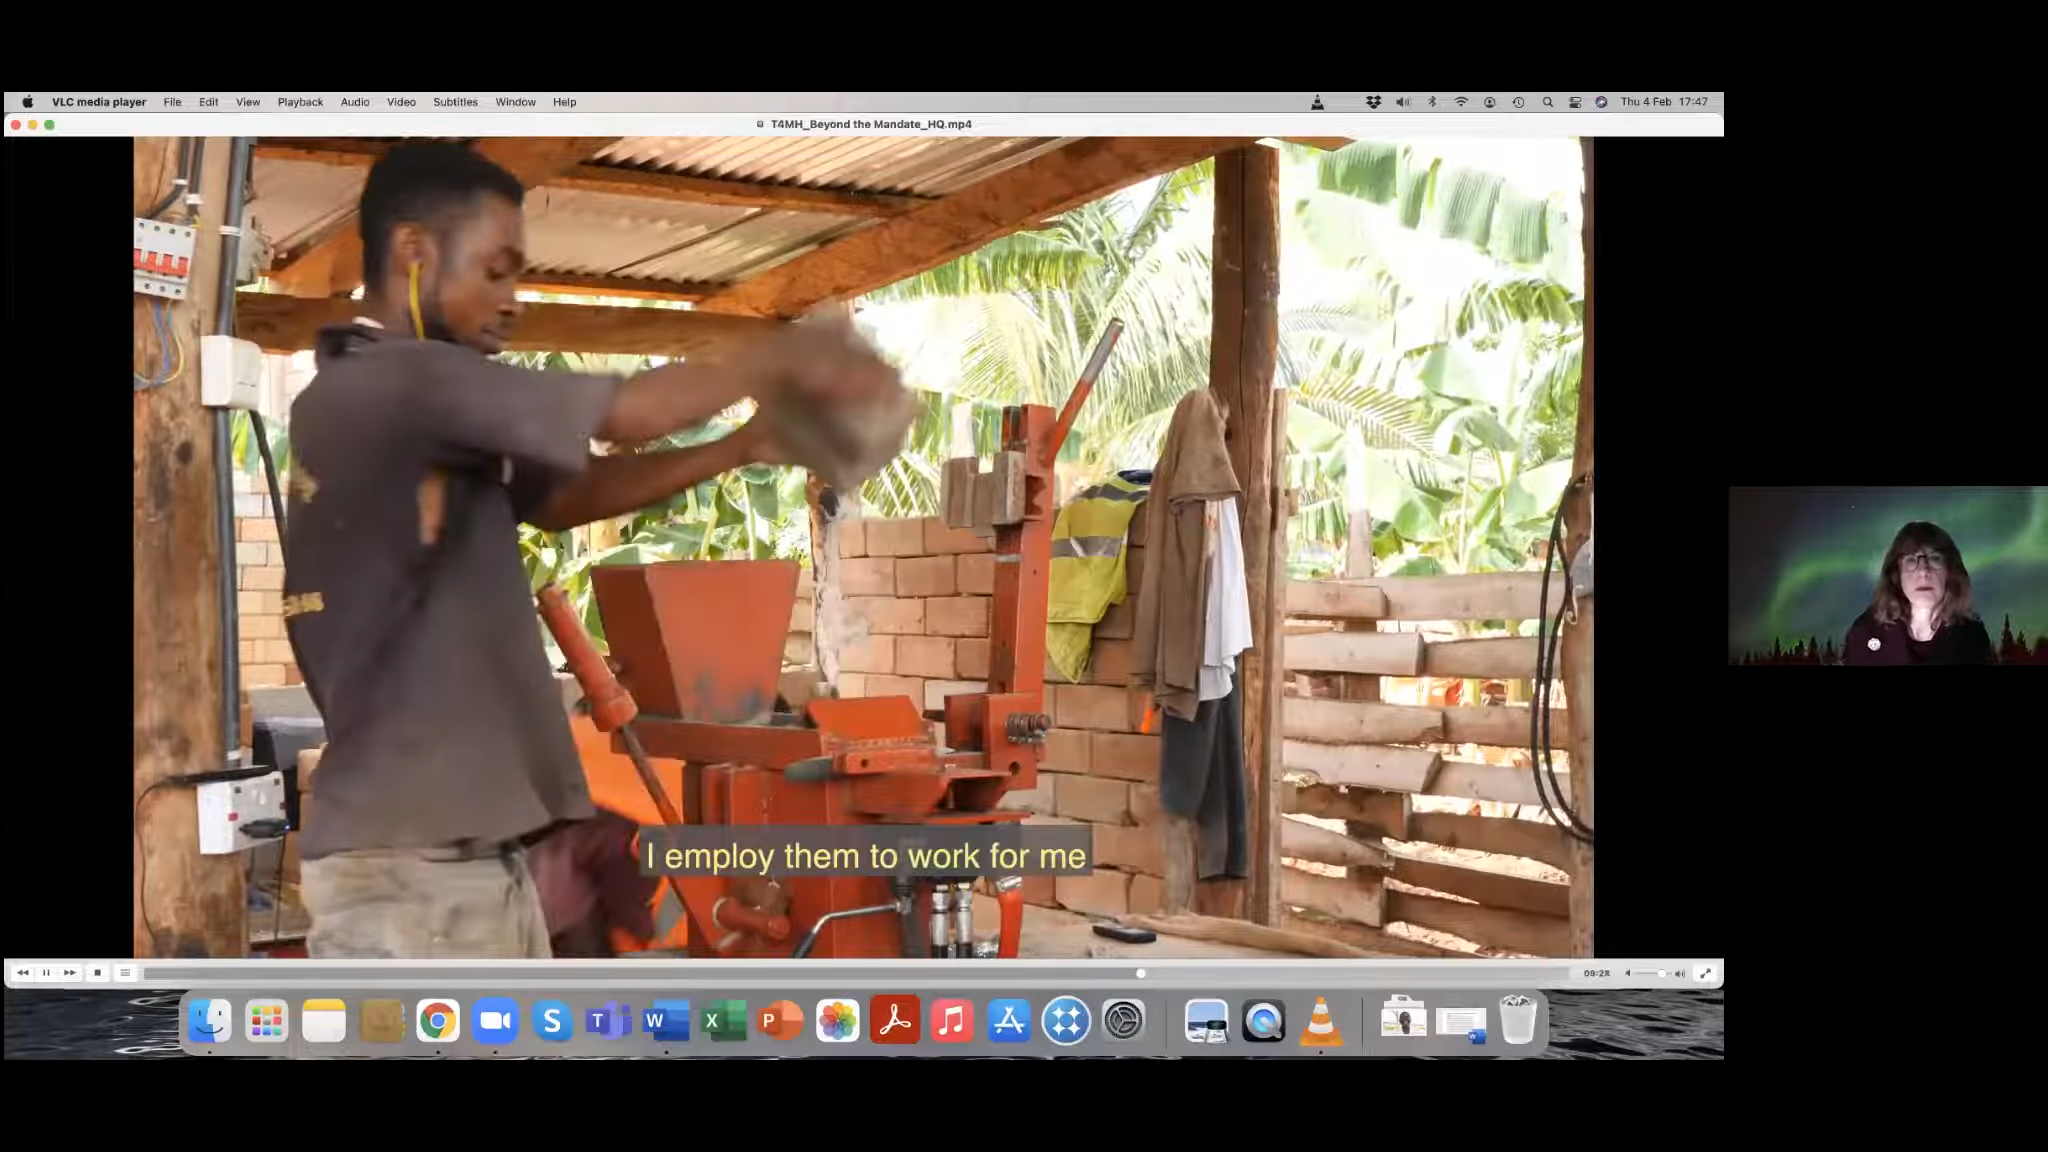 VLC media player File Edit View Playback Audio Video Subtitles Window Help Thu 4 Feb 17:47
T4MH_Beyond the Mandate_HQ.mp4
I employ them to work for me
09:28
S T W X P